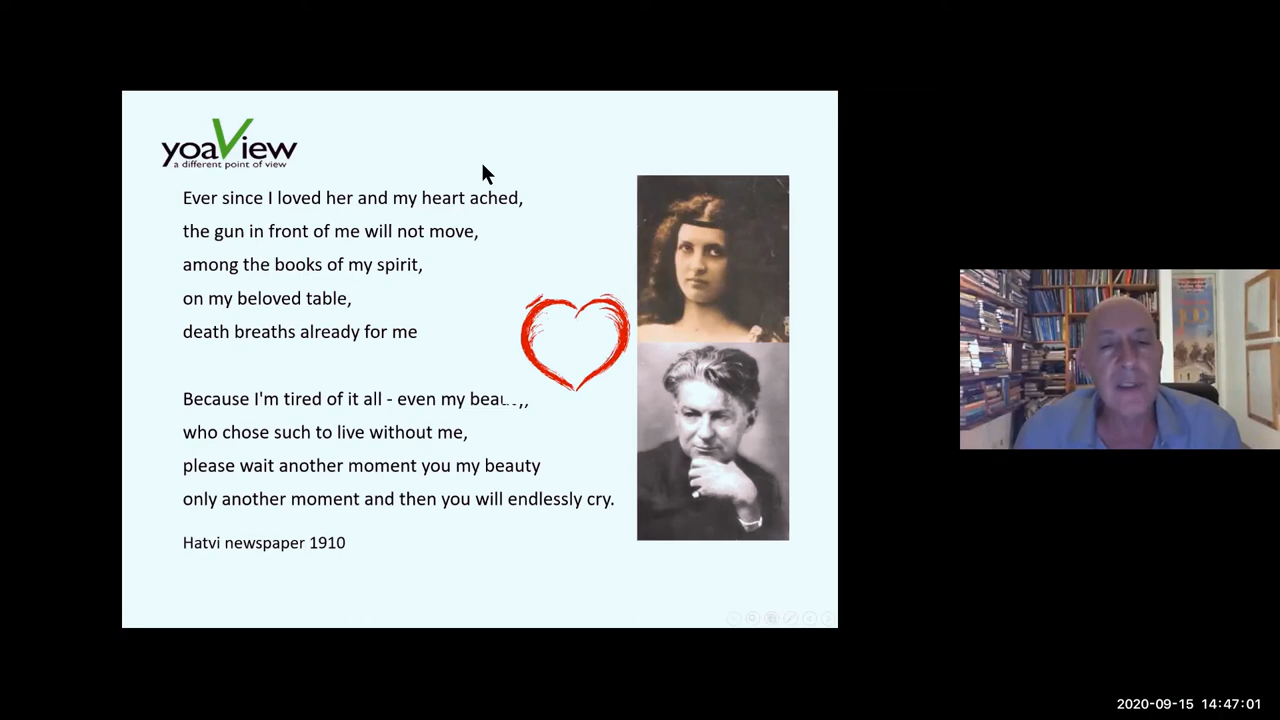 yoaView
a different point of view
Ever since I loved her and my heart ached,
the gun in front of me will not move,
among the books of my spirit,
on my beloved table,
death breaths already for me
Because I'm tired of it all - even my
who chose such to live without me,
please wait another moment you my beauty
only another moment and then you will endlessly cry.
Hatvi newspaper 1910
2020-09-15 14:47:01